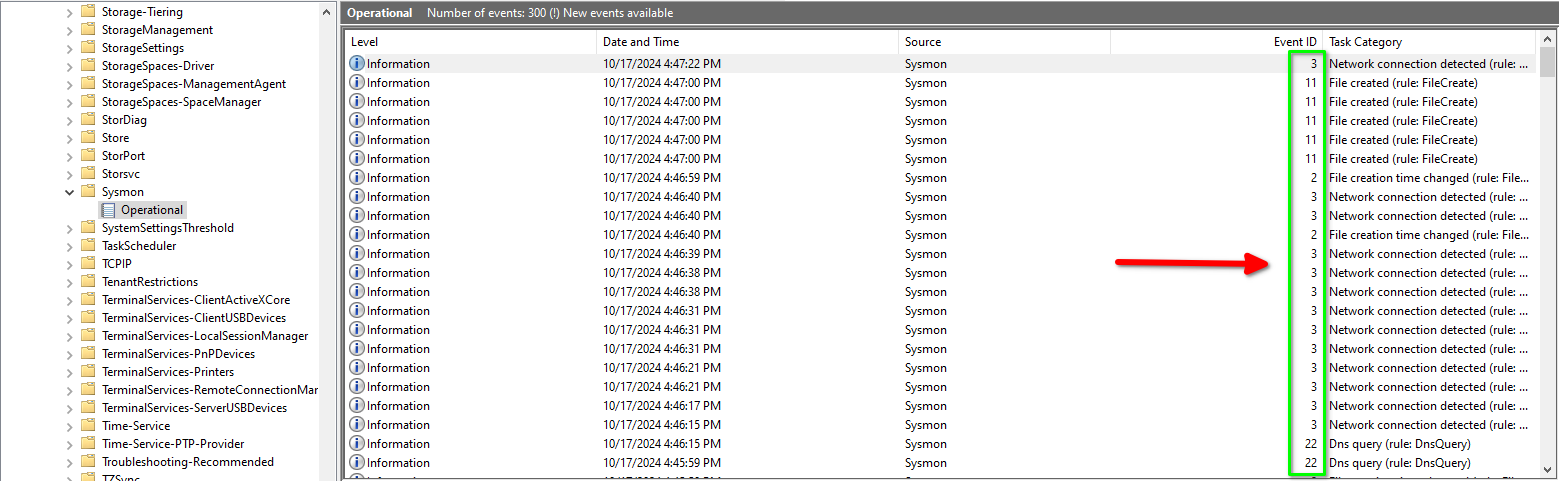 Storage-Tiering
StorageManagement
StorageSettings
StorageSpaces-Driver
StorageSpaces-ManagementAgent
StorageSpaces-SpaceManager
StorDiag
Store
StorPort
Storsvc
Sysmon
Operational
SystemSettingsThreshold
TaskScheduler
TCPIP
TenantRestrictions
TerminalServices-ClientActiveXCore
TerminalServices-ClientUSBDevices
TerminalServices-LocalSessionManager
TerminalServices-PnPDevices
TerminalServices-Printers
TerminalServices-RemoteConnectionMar
TerminalServices-ServerUSBDevices
Time-Service
Time-Service-PTP-Provider
Troubleshooting-Recommended
TZSync
Operational Number of events: 300 (!) New events available
Level Date and Time Source Event ID Task Category
Information 10/17/2024 4:47:22 PM Sysmon 3 Network connection detected (rule: ...
Information 10/17/2024 4:47:00 PM Sysmon 11 File created (rule: FileCreate)
Information 10/17/2024 4:47:00 PM Sysmon 11 File created (rule: FileCreate)
Information 10/17/2024 4:47:00 PM Sysmon 11 File created (rule: FileCreate)
Information 10/17/2024 4:47:00 PM Sysmon 11 File created (rule: FileCreate)
Information 10/17/2024 4:47:00 PM Sysmon 11 File created (rule: FileCreate)
Information 10/17/2024 4:46:59 PM Sysmon 2 File creation time changed (rule: File...
Information 10/17/2024 4:46:40 PM Sysmon 3 Network connection detected (rule: ...
Information 10/17/2024 4:46:40 PM Sysmon 3 Network connection detected (rule: ...
Information 10/17/2024 4:46:40 PM Sysmon 2 File creation time changed (rule: File...
Information 10/17/2024 4:46:39 PM Sysmon 3 Network connection detected (rule: ...
Information 10/17/2024 4:46:38 PM Sysmon 3 Network connection detected (rule: ...
Information 10/17/2024 4:46:38 PM Sysmon 3 Network connection detected (rule: ...
Information 10/17/2024 4:46:31 PM Sysmon 3 Network connection detected (rule: ...
Information 10/17/2024 4:46:31 PM Sysmon 3 Network connection detected (rule: ...
Information 10/17/2024 4:46:31 PM Sysmon 3 Network connection detected (rule: ...
Information 10/17/2024 4:46:21 PM Sysmon 3 Network connection detected (rule: ...
Information 10/17/2024 4:46:21 PM Sysmon 3 Network connection detected (rule: ...
Information 10/17/2024 4:46:17 PM Sysmon 3 Network connection detected (rule: ...
Information 10/17/2024 4:46:15 PM Sysmon 3 Network connection detected (rule: ...
Information 10/17/2024 4:46:15 PM Sysmon 22 Dns query (rule: DnsQuery)
Information 10/17/2024 4:45:59 PM Sysmon 22 Dns query (rule: DnsQuery)